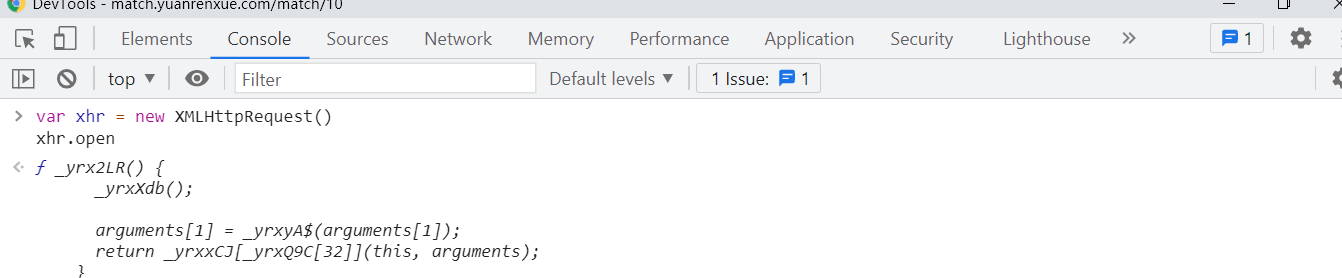 DevTools - match.yuanrenxue.com/match/10
Elements Console Sources Network Memory Performance Application Security Lighthouse » 1
top ▼ Filter Default levels ▼ 1 Issue: 1
> var xhr = new XMLHttpRequest()
xhr.open
<· ƒ _yrx2LR() {
_yrxXdb();
arguments[1] = _yrxyA$(arguments[1]);
return _yrxxCJ[_yrxQ9C[32]](this, arguments);
}